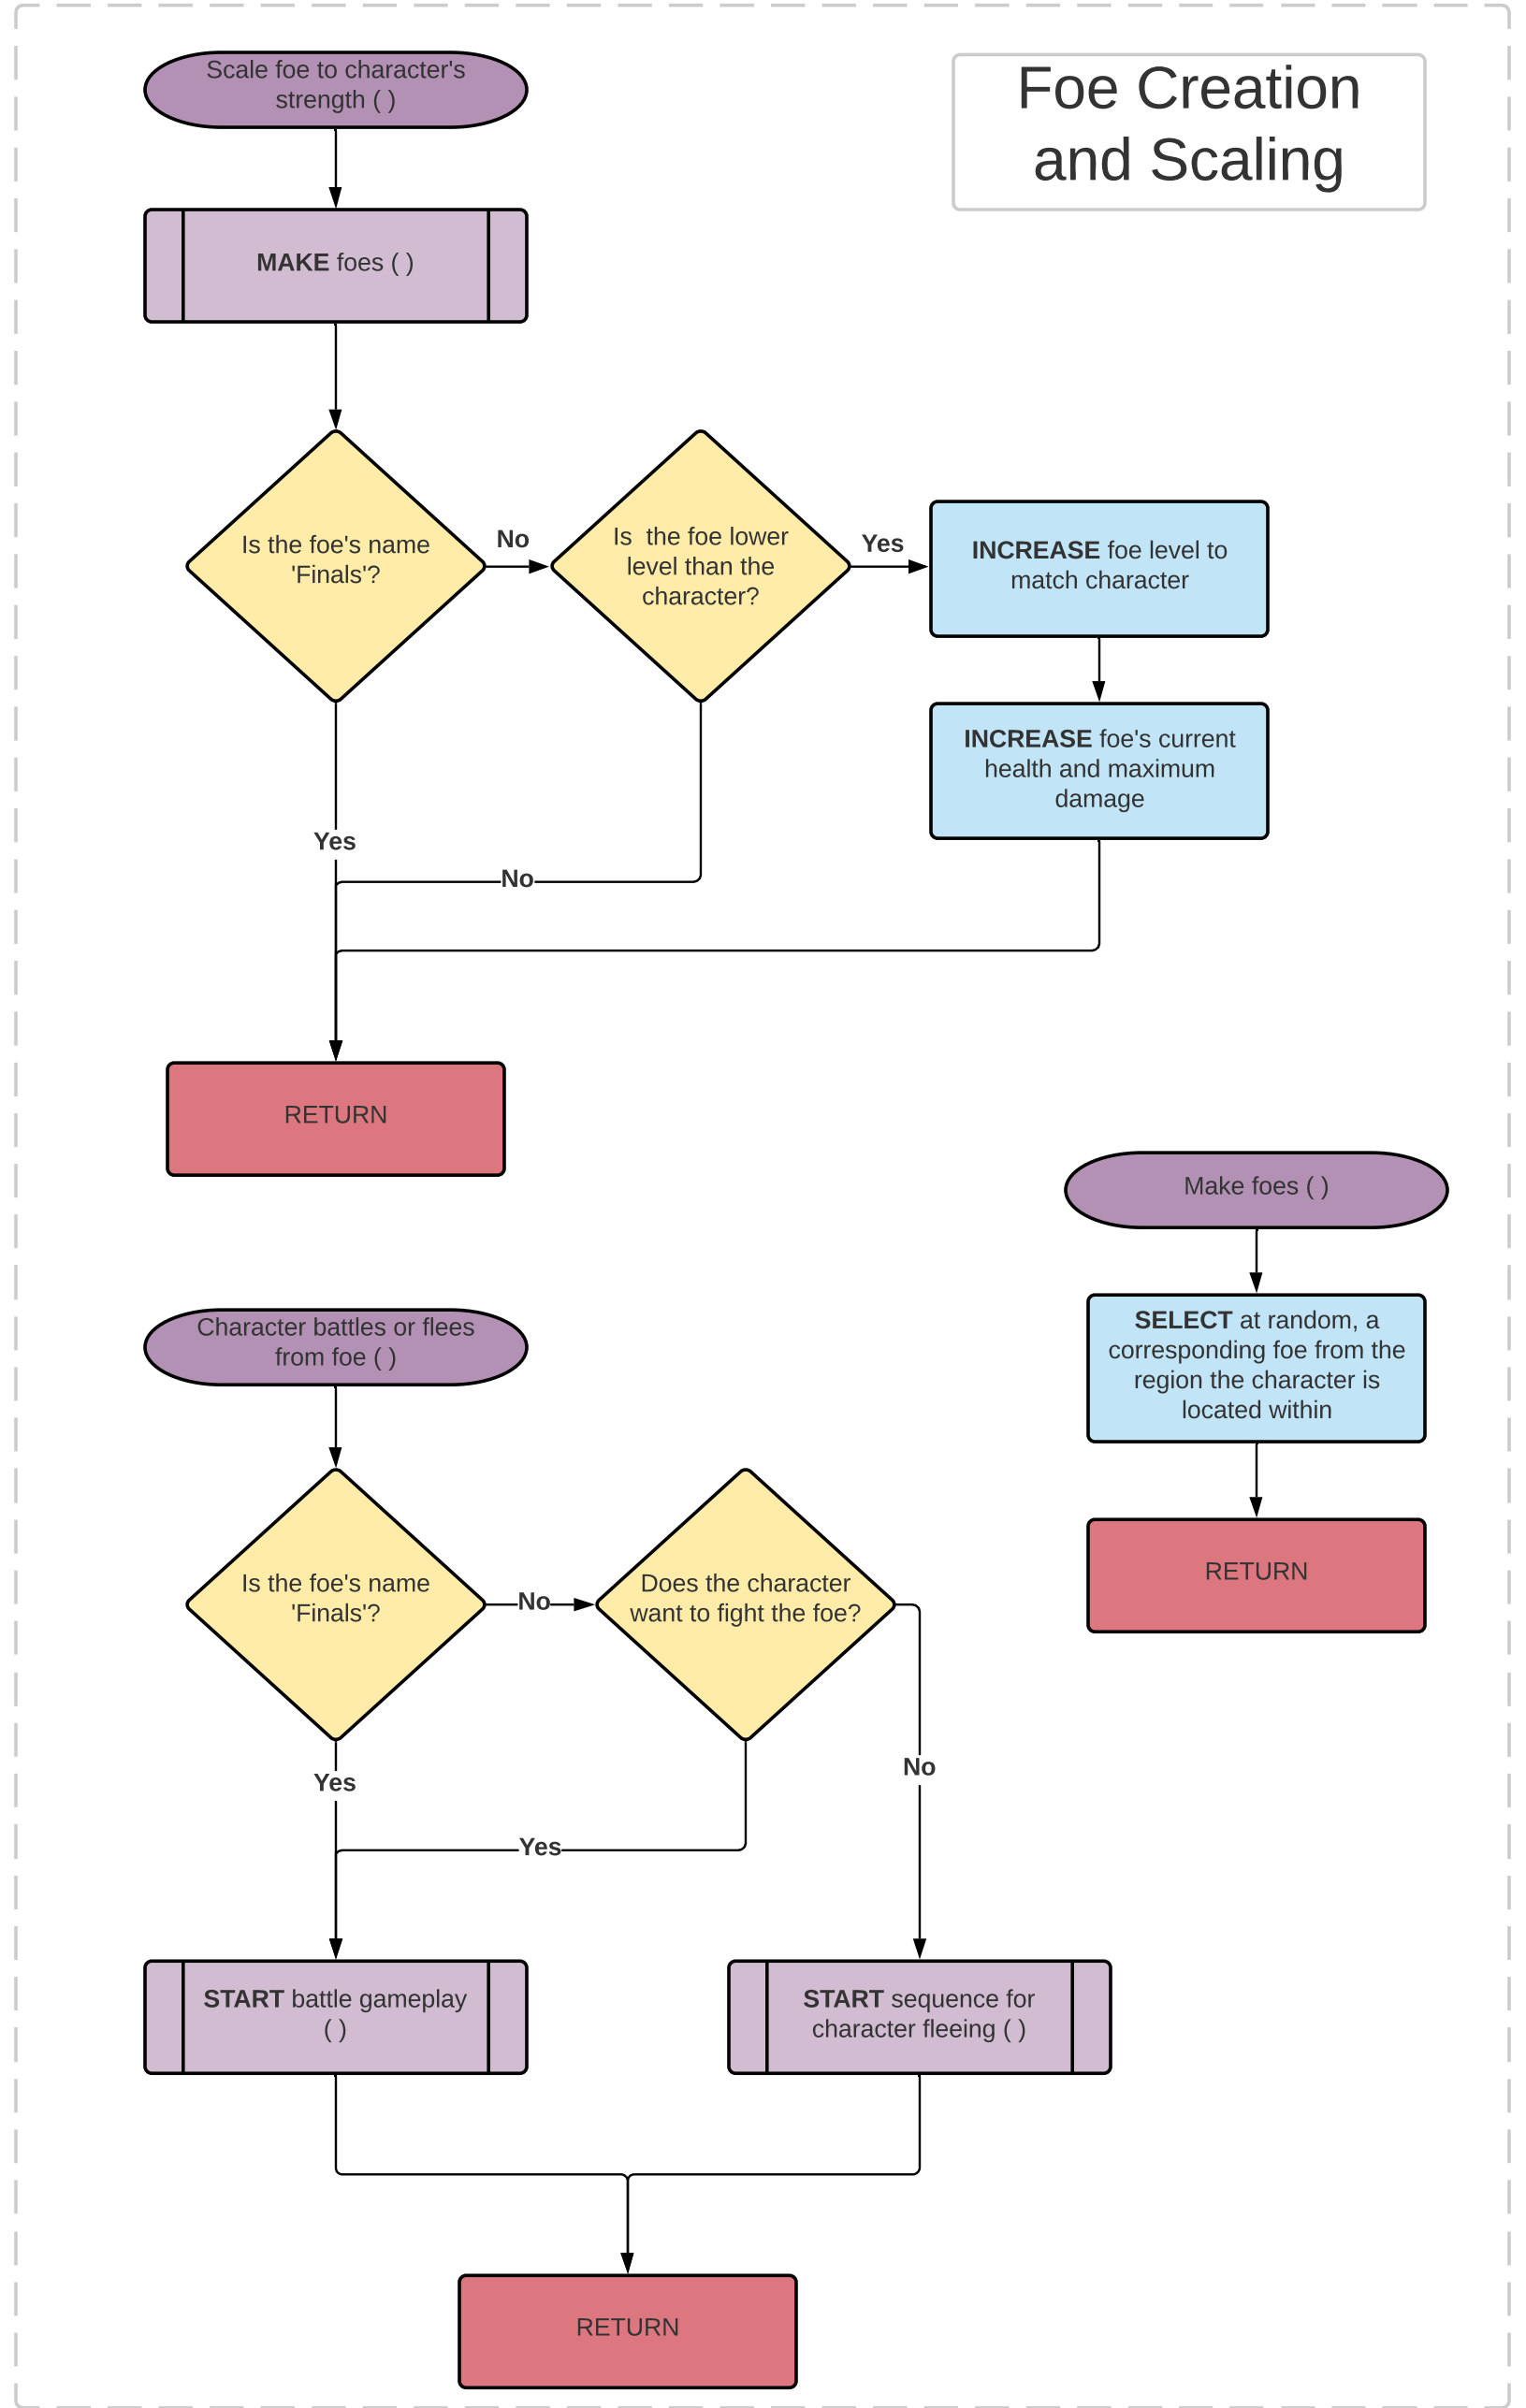 Foe Creation
and Scaling
Scale foe to character's
strength ( )
MAKE foes ( )
Is the foe's name
'Finals'?
No
Is  the foe lower
level than the
character?
Yes
INCREASE foe level to
match character
INCREASE foe's current
health and maximum
damage
Yes
No
RETURN
Make foes ( )
SELECT at random, a
corresponding foe from the
region the character is
located within
RETURN
Character battles or flees
from foe ( )
Is the foe's name
'Finals'?
No
Does the character
want to fight the foe?
No
Yes
Yes
START battle gameplay
( )
START sequence for
character fleeing ( )
RETURN